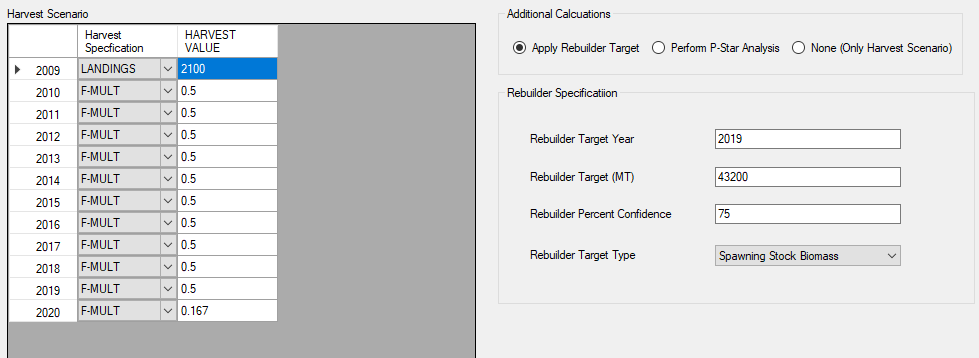 Harvest Scenario
Harvest Specfication HARVEST VALUE
2009 LANDINGS 2100
2010 F-MULT 0.5
2011 F-MULT 0.5
2012 F-MULT 0.5
2013 F-MULT 0.5
2014 F-MULT 0.5
2015 F-MULT 0.5
2016 F-MULT 0.5
2017 F-MULT 0.5
2018 F-MULT 0.5
2019 F-MULT 0.5
2020 F-MULT 0.167
Additional Calcuations
Apply Rebuilder Target Perform P-Star Analysis None (Only Harvest Scenario)
Rebuilder Specificatiion
Rebuilder Target Year 2019
Rebuilder Target (MT) 43200
Rebuilder Percent Confidence 75
Rebuilder Target Type Spawning Stock Biomass